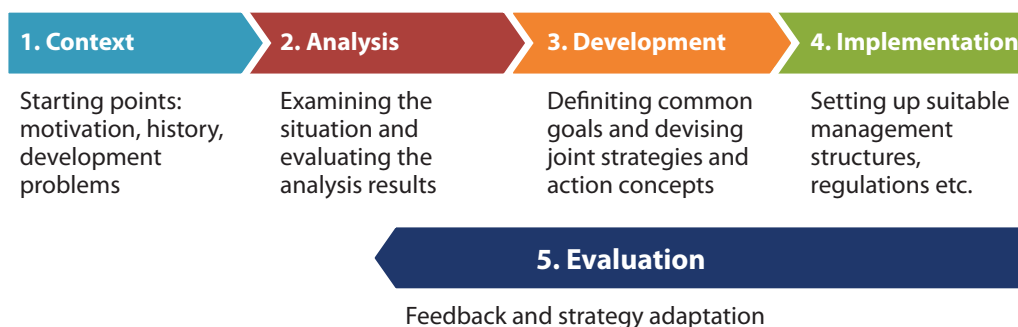 1. Context
2. Analysis
3. Development
4. Implementation
Starting points:
motivation, history,
development
problems
Examining the
situation and
evaluating the
analysis results
Definiting common
goals and devising
joint strategies and
action concepts
Setting up suitable
management
structures,
regulations etc.
5. Evaluation
Feedback and strategy adaptation